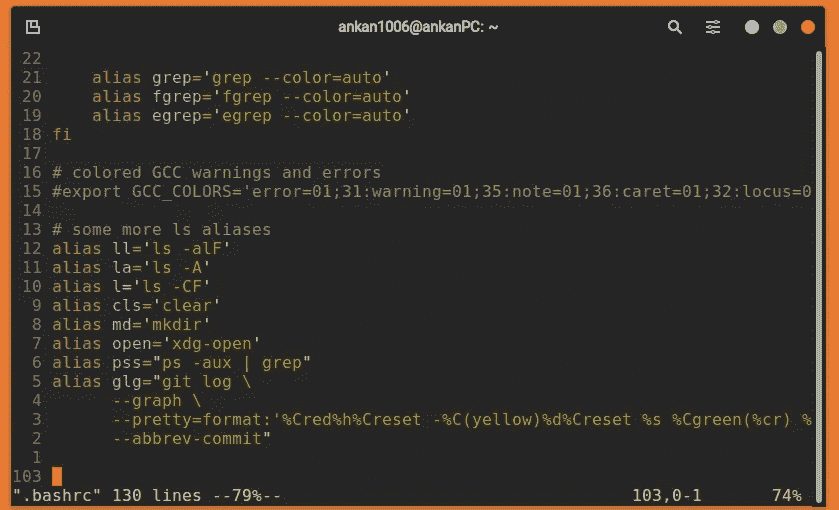 ankan1006@ankanPC: ~
22
21     alias grep='grep --color=auto'
20     alias fgrep='fgrep --color=auto'
19     alias egrep='egrep --color=auto'
18 fi
17
16 # colored GCC warnings and errors
15 #export GCC_COLORS='error=01;31:warning=01;35:note=01;36:caret=01;32:locus=0
14
13 # some more ls aliases
12 alias ll='ls -alF'
11 alias la='ls -A'
10 alias l='ls -CF'
9 alias cls='clear'
8 alias md='mkdir'
7 alias open='xdg-open'
6 alias pss="ps -aux | grep"
5 alias glg="git log \
4       --graph \
3       --pretty=format:'%Cred%h%Creset -%C(yellow)%d%Creset %s %Cgreen(%cr) %
2       --abbrev-commit"
1
103
".bashrc" 130 lines --79%-- 103,0-1 74%